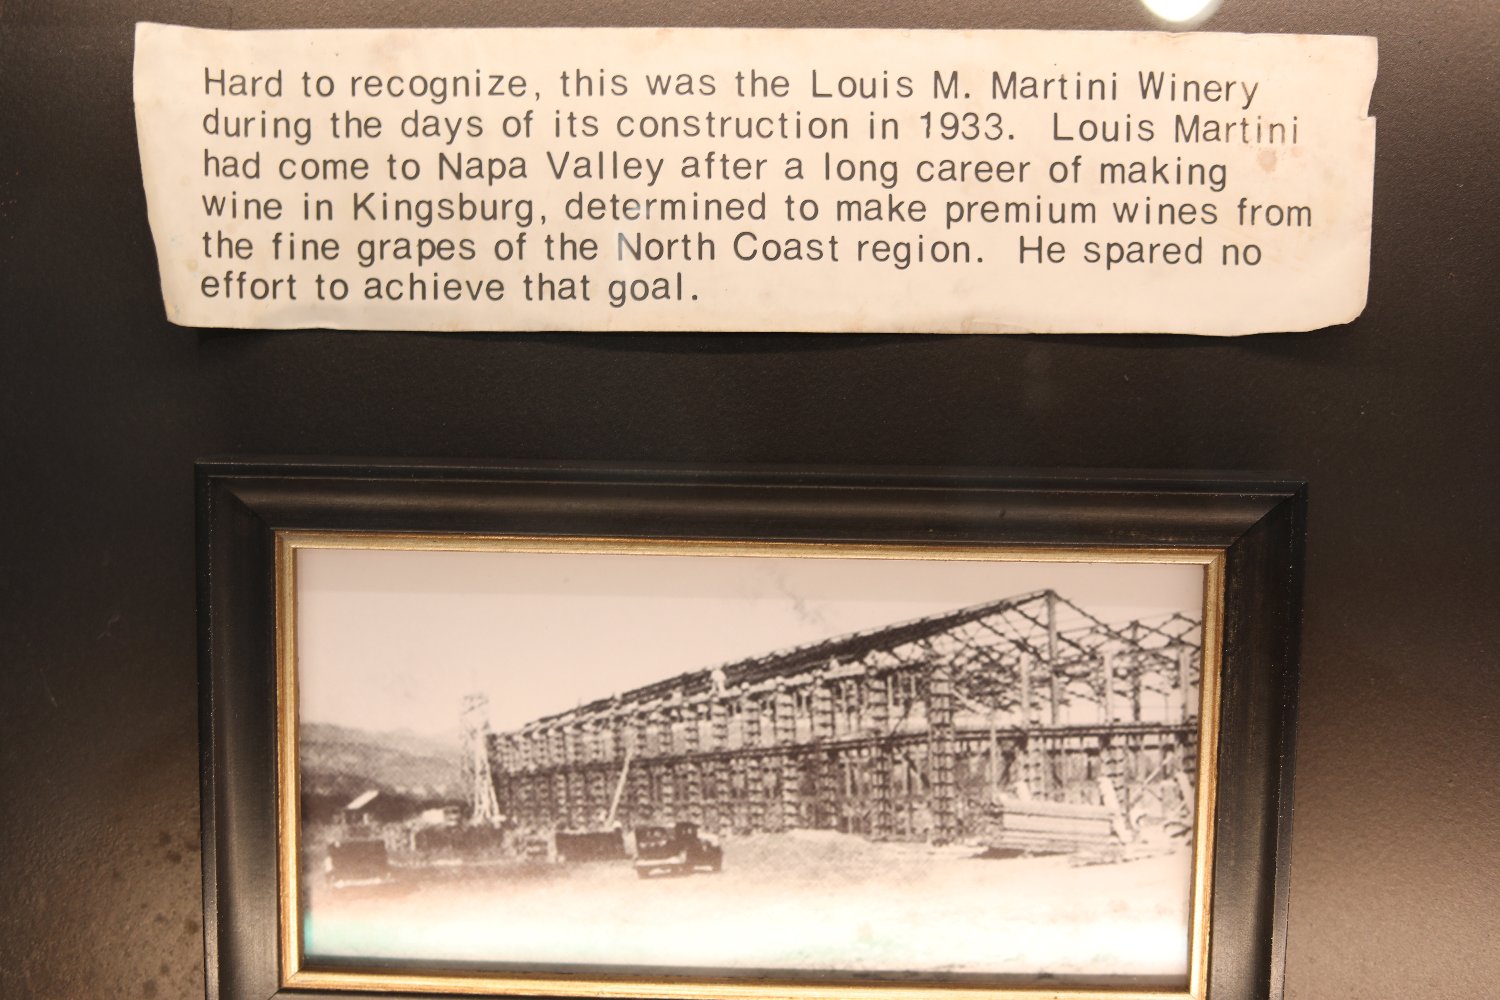 Hard to recognize, this was the Louis M. Martini Winery
during the days of its construction in 1933.  Louis Martini
had come to Napa Valley after a long career of making
wine in Kingsburg, determined to make premium wines from
the fine grapes of the North Coast region.  He spared no
effort to achieve that goal.